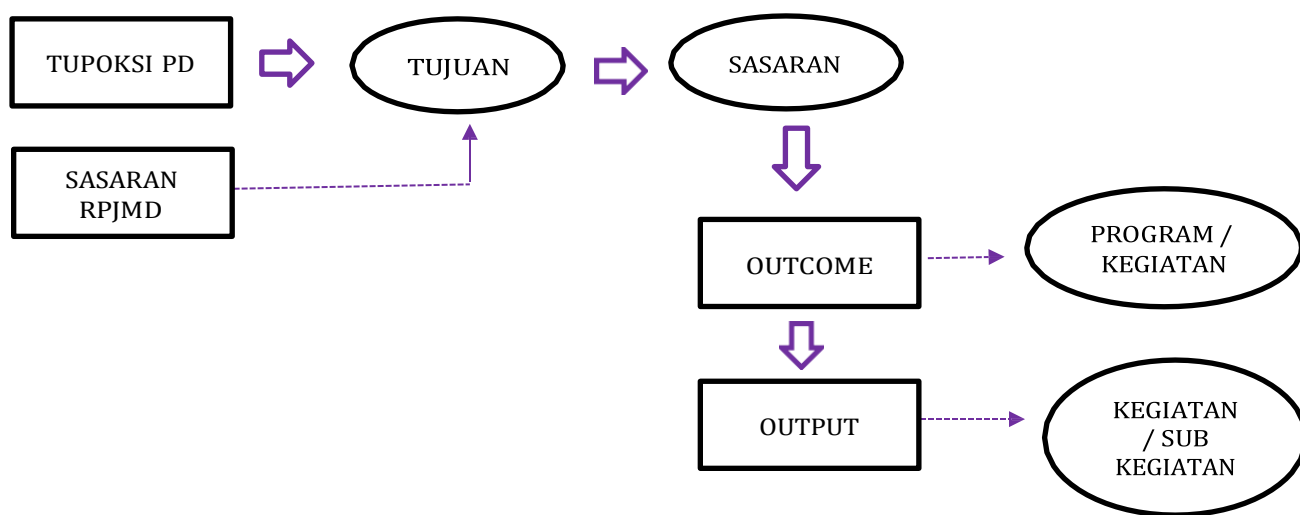 TUPOKSI PD
TUJUAN
SASARAN
SASARAN
RPJMD
OUTCOME
PROGRAM /
KEGIATAN
OUTPUT
KEGIATAN
/ SUB
KEGIATAN